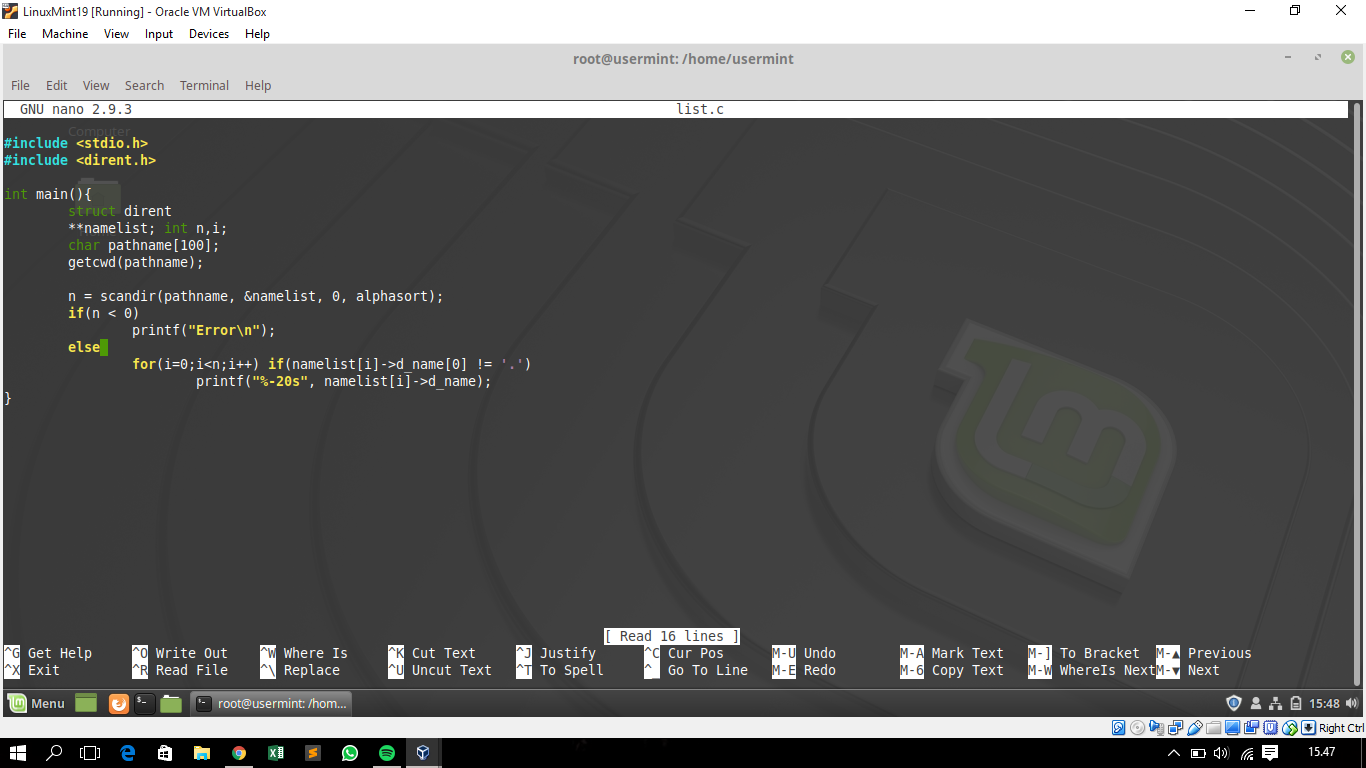 LinuxMint19 [Running] - Oracle VM VirtualBox
File Machine View Input Devices Help
root@usermint: /home/usermint
File Edit View Search Terminal Help
GNU nano 2.9.3 list.c
Computer
#include <stdio.h>
#include <dirent.h>
int main(){
struct dirent
**namelist; int n,i;
char pathname[100];
getcwd(pathname);
n = scandir(pathname, &namelist, 0, alphasort);
if(n < 0)
printf("Error\n");
else
for(i=0;i<n;i++) if(namelist[i]->d_name[0] != '.')
printf("%-20s", namelist[i]->d_name);
}
[ Read 16 lines ]
^G Get Help ^O Write Out ^W Where Is ^K Cut Text ^J Justify ^C Cur Pos M-U Undo M-A Mark Text M-] To Bracket M-▲ Previous
^X Exit ^R Read File ^\ Replace ^U Uncut Text ^T To Spell ^_ Go To Line M-E Redo M-6 Copy Text M-W WhereIs Next M-▼ Next
Menu root@usermint: /hom... 15:48
Right Ctrl
15.47